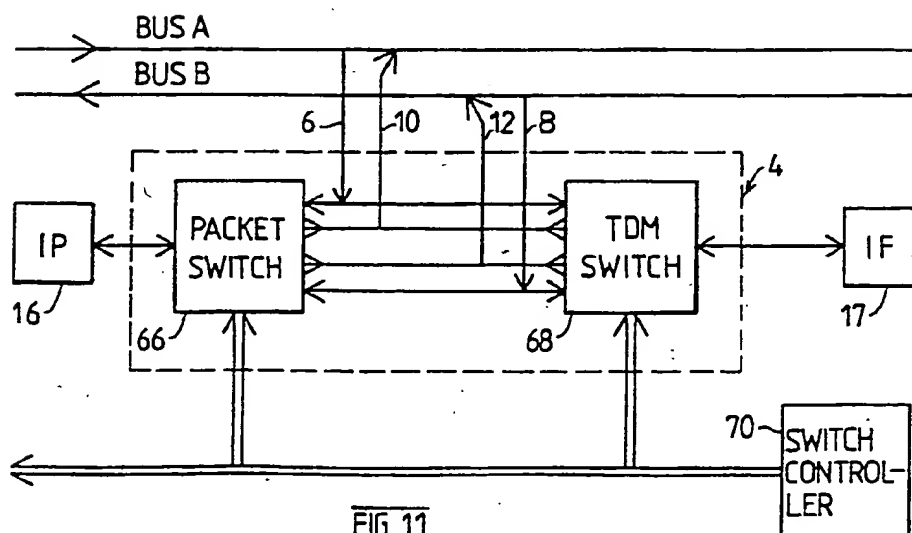 BUS A
BUS B
6
10
12
8
4
IP
16
PACKET
SWITCH
66
TDM
SWITCH
68
IF
17
70
SWITCH
CONTROL-
LER
FIG 11